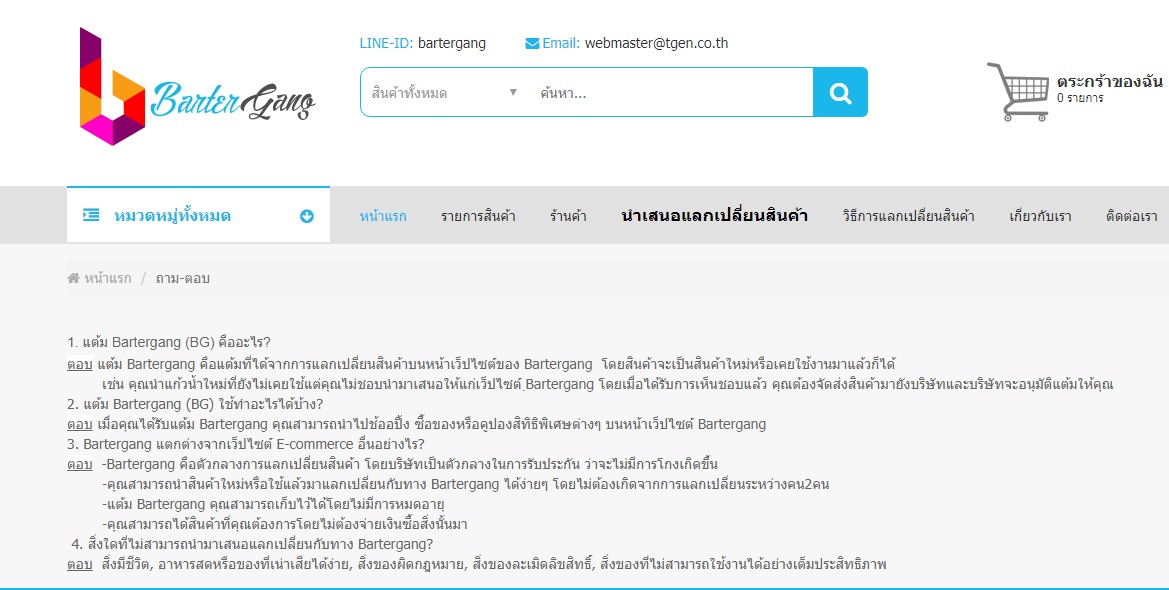 LINE-ID: bartergang Email: webmaster@tgen.co.th
Barter Gang
สินค้าทั้งหมด ค้นหา...
ตระกร้าของฉัน
0 รายการ
หมวดหมู่ทั้งหมด หน้าแรก รายการสินค้า ร้านค้า นำเสนอแลกเปลี่ยนสินค้า วิธีการแลกเปลี่ยนสินค้า เกี่ยวกับเรา ติดต่อเรา
หน้าแรก / ถาม-ตอบ
1. แต้ม Bartergang (BG) คืออะไร?
ตอบ แต้ม Bartergang คือแต้มที่ได้จากการแลกเปลี่ยนสินค้าบนหน้าเว็ปไซต์ของ Bartergang โดยสินค้าจะเป็นสินค้าใหม่หรือเคยใช้งานมาแล้วก็ได้
เช่น คุณนำแก้วน้ำใหม่ที่ยังไม่เคยใช้แต่คุณไม่ชอบนำมาเสนอให้แก่เว็ปไซต์ Bartergang โดยเมื่อได้รับการเห็นชอบแล้ว คุณต้องจัดส่งสินค้ามายังบริษัทและบริษัทจะอนุมัติแต้มให้คุณ
2. แต้ม Bartergang (BG) ใช้ทำอะไรได้บ้าง?
ตอบ เมื่อคุณได้รับแต้ม Bartergang คุณสามารถนำไปช้อปปิ้ง ซื้อของหรือคูปองสิทธิพิเศษต่างๆ บนหน้าเว็ปไซต์ Bartergang
3. Bartergang แตกต่างจากเว็ปไซต์ E-commerce อื่นอย่างไร?
ตอบ -Bartergang คือตัวกลางการแลกเปลี่ยนสินค้า โดยบริษัทเป็นตัวกลางในการรับประกัน ว่าจะไม่มีการโกงเกิดขึ้น
-คุณสามารถนำสินค้าใหม่หรือใช้แล้วมาแลกเปลี่ยนกับทาง Bartergang ได้ง่ายๆ โดยไม่ต้องเกิดจากการแลกเปลี่ยนระหว่างคน2คน
-แต้ม Bartergang คุณสามารถเก็บไว้ได้โดยไม่มีการหมดอายุ
-คุณสามารถได้สินค้าที่คุณต้องการโดยไม่ต้องจ่ายเงินซื้อสิ่งนั้นมา
4. สิ่งใดที่ไม่สามารถนำมาเสนอแลกเปลี่ยนกับทาง Bartergang?
ตอบ สิ่งมีชีวิต, อาหารสดหรือของที่เน่าเสียได้ง่าย, สิ่งของผิดกฎหมาย, สิ่งของละเมิดลิขสิทธิ์, สิ่งของที่ไม่สามารถใช้งานได้อย่างเต็มประสิทธิภาพ